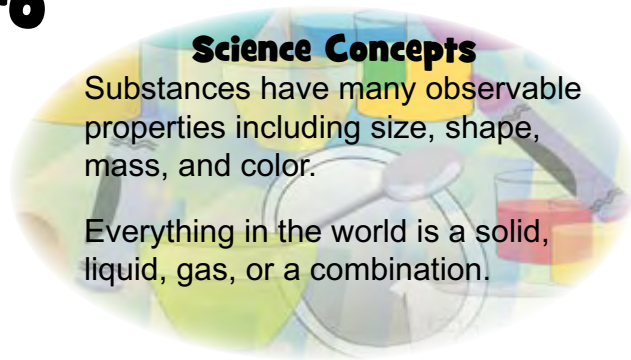 Science Concepts
Substances have many observable
properties including size, shape,
mass, and color.
Everything in the world is a solid,
liquid, gas, or a combination.